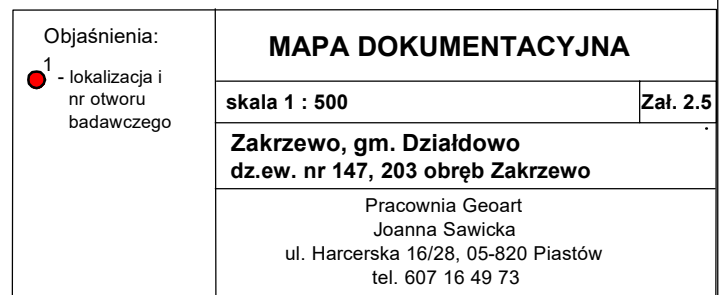 Objaśnienia:
1
- lokalizacja i
nr otworu
badawczego
MAPA DOKUMENTACYJNA
skala 1 : 500
Zał. 2.5
Zakrzewo, gm. Działdowo
dz.ew. nr 147, 203 obręb Zakrzewo
Pracownia Geoart
Joanna Sawicka
ul. Harcerska 16/28, 05-820 Piastów
tel. 607 16 49 73